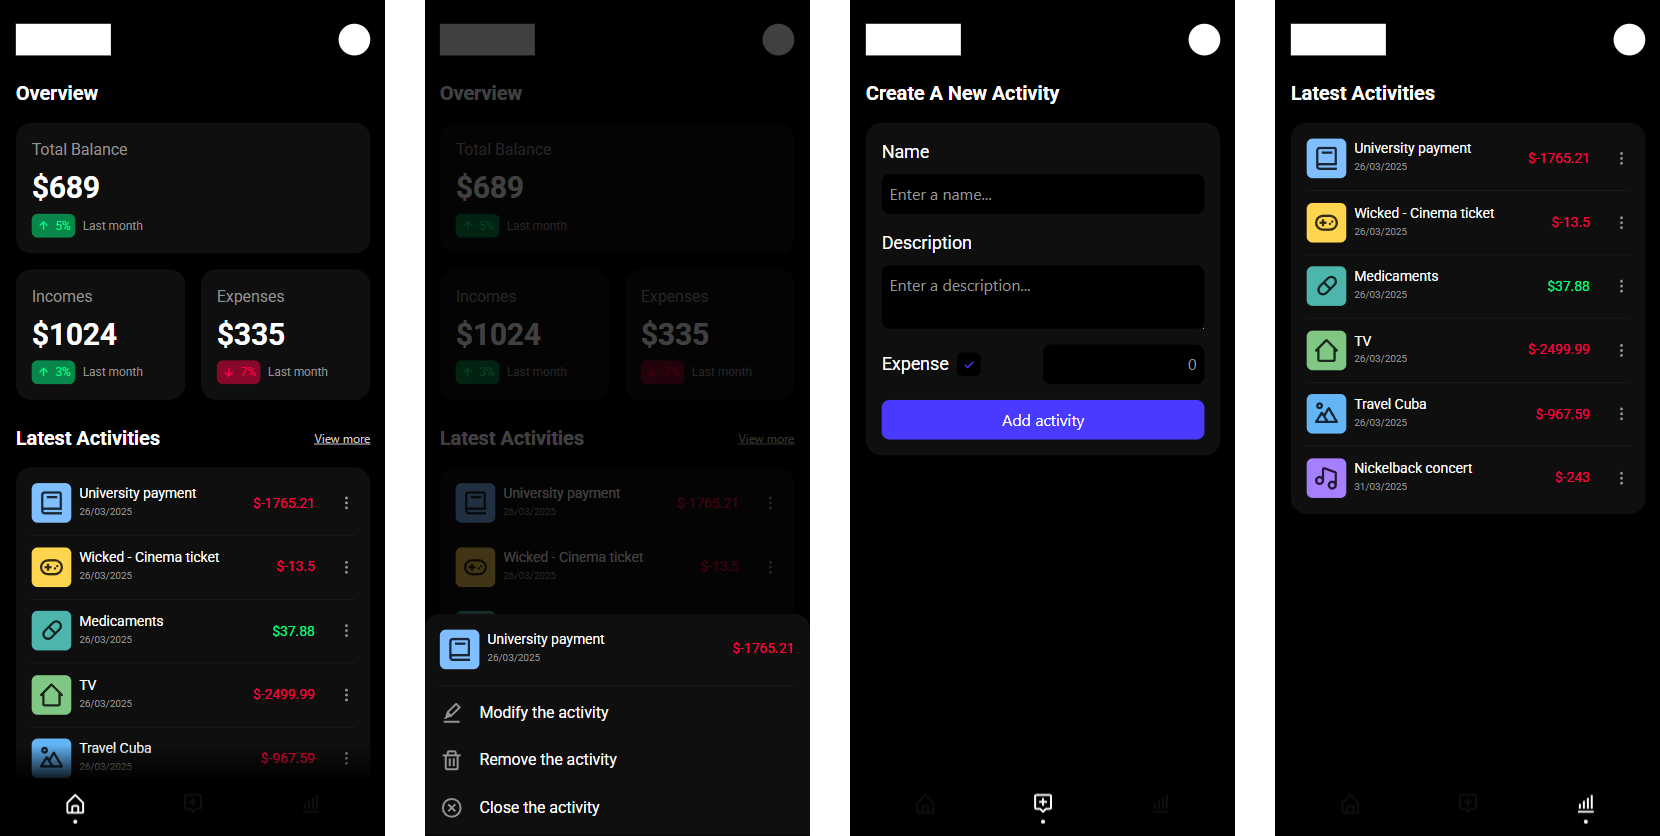 Overview
Total Balance
$689
5% Last month
Incomes
$1024
3% Last month
Expenses
$335
7% Last month
Latest Activities View more
University payment
26/03/2025
$-1765.21
Wicked - Cinema ticket
26/03/2025
$-13.5
Medicaments
26/03/2025
$37.88
TV
26/03/2025
$-2499.99
Travel Cuba
26/03/2025
$-967.59
Overview
Total Balance
$689
5% Last month
Incomes
$1024
3% Last month
Expenses
$335
7% Last month
Latest Activities View more
University payment
26/03/2025
$-1765.21
Wicked - Cinema ticket
26/03/2025
$-13.5
University payment
26/03/2025
$-1765.21
Modify the activity
Remove the activity
Close the activity
Create A New Activity
Name
Enter a name...
Description
Enter a description...
Expense 0
Add activity
Latest Activities
University payment
26/03/2025
$-1765.21
Wicked - Cinema ticket
26/03/2025
$-13.5
Medicaments
26/03/2025
$37.88
TV
26/03/2025
$-2499.99
Travel Cuba
26/03/2025
$-967.59
Nickelback concert
31/03/2025
$-243